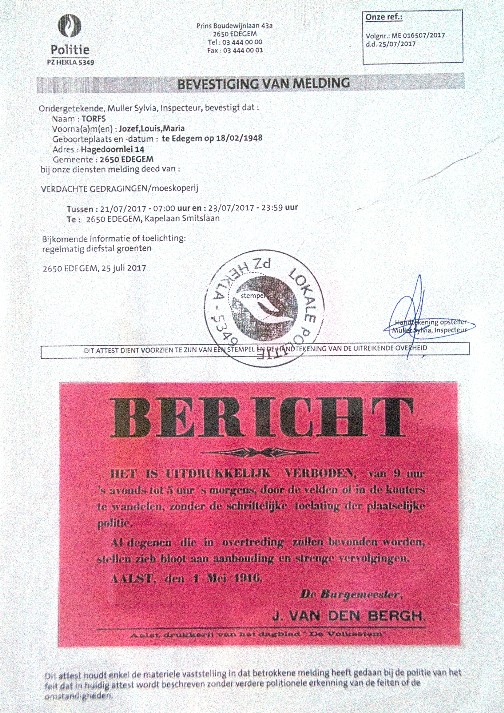 Politie
PZ HEKLA 5349
Prins Boudewijnlaan 43a
2650 EDEGEM
Tel : 03 444 00 00
Fax : 03 444 00 01
Onze ref.:
Volgnr.: ME 016507/2017
d.d. 25/07/2017
BEVESTIGING VAN MELDING
Ondergetekende, Muller Sylvia, Inspecteur, bevestigt dat :
Naam : TORFS
Voorna(a)m(en) : Jozef,Louis,Maria
Geboorteplaats en -datum : te Edegem op 18/02/1948
Adres : Hagedoornlei 14
Gemeente : 2650 EDEGEM
bij onze diensten melding deed van :
VERDACHTE GEDRAGINGEN/moeskoperij
Tussen : 21/07/2017 - 07:00 uur en : 23/07/2017 - 23:59 uur
Te : 2650 EDEGEM, Kapelaan Smitslaan
Bijkomende informatie of toelichting:
regelmatig diefstal groenten
2650 EDEGEM, 25 juli 2017
LOKALE POLITIE - 5349 - PZ HEKLA
stempel
Handtekening opsteller
Muller Sylvia, Inspecteur
DIT ATTEST DIENT VOORZIEN TE ZIJN VAN EEN STEMPEL EN DE HANDTEKENING VAN DE UITREIKENDE OVERHEID
BERICHT
HET IS UITDRUKKELIJK VERBODEN, van 9 uur
's avonds tot 5 uur 's morgens, door de velden of in de kouters
te wandelen, zonder de schriftelijke toelating der plaatselijke
politie.
Al degenen die in overtreding zullen bevonden worden,
stellen zich bloot aan aanhouding en strenge vervolgingen.
AALST, den 1 Mei 1916.
De Burgemeester,
J. VAN DEN BERGH.
Aalst, drukkerij van het dagblad "De Volksstem"
Dit attest houdt enkel de materiele vaststelling in dat betrokkene melding heeft gedaan bij de politie van het
feit dat in huidig attest wordt beschreven zonder verdere politionele erkenning van de feiten of de
omstandigheden.